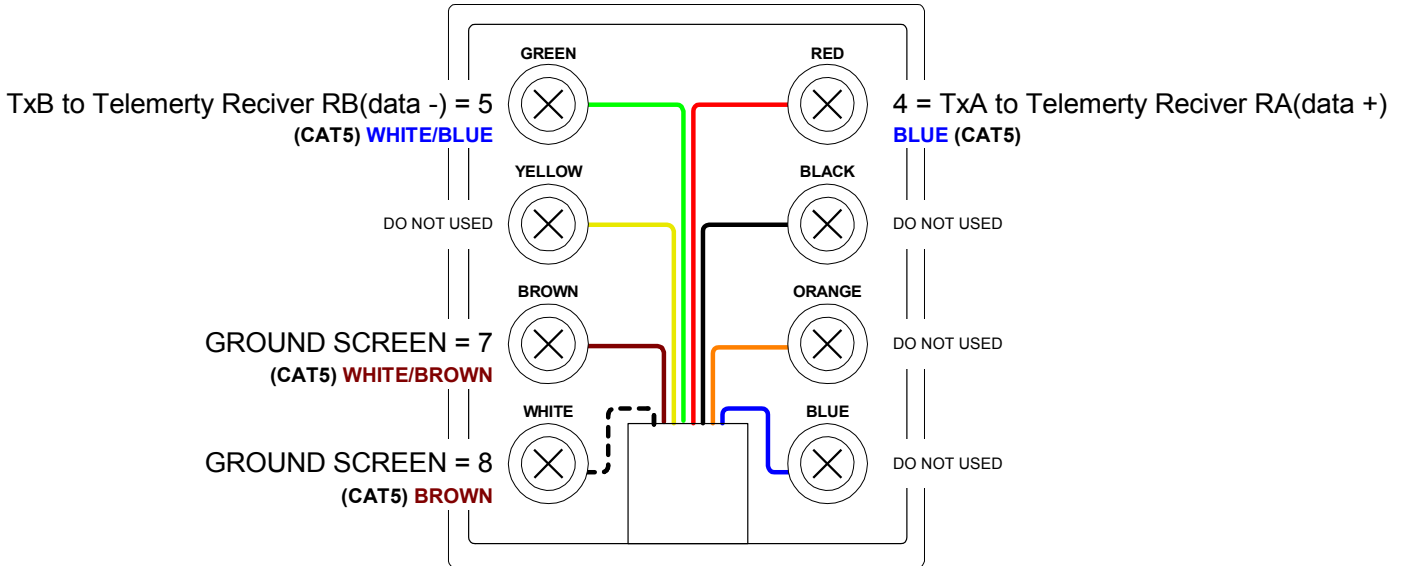 GREEN
RED
TxB to Telemerty Reciver RB(data -) = 5
4 = TxA to Telemerty Reciver RA(data +)
(CAT5) WHITE/BLUE
BLUE (CAT5)
YELLOW
BLACK
DO NOT USED
DO NOT USED
BROWN
ORANGE
GROUND SCREEN = 7
DO NOT USED
(CAT5) WHITE/BROWN
WHITE
BLUE
GROUND SCREEN = 8
DO NOT USED
(CAT5) BROWN